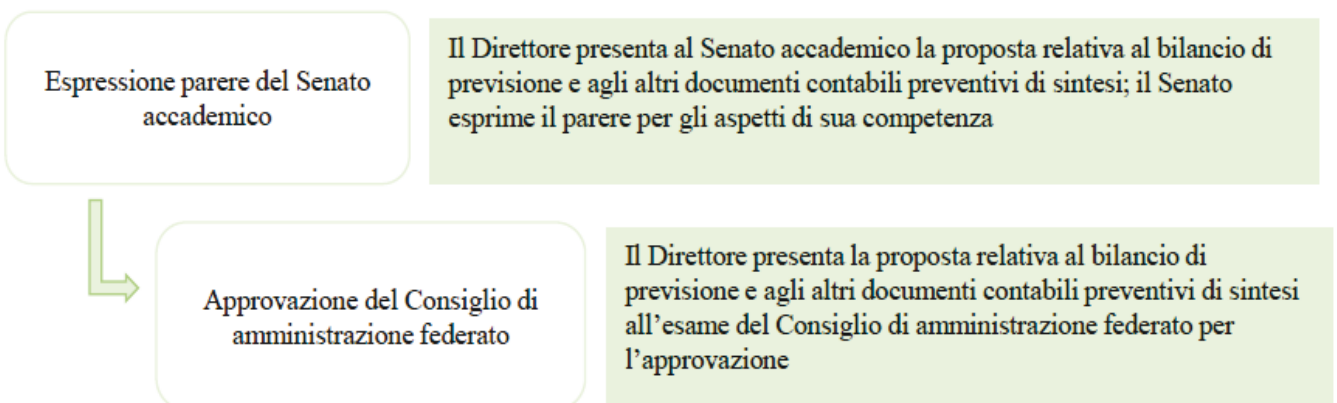 Espressione parere del Senato
accademico
Il Direttore presenta al Senato accademico la proposta relativa al bilancio di
previsione e agli altri documenti contabili preventivi di sintesi; il Senato
esprime il parere per gli aspetti di sua competenza
Approvazione del Consiglio di
amministrazione federato
Il Direttore presenta la proposta relativa al bilancio di
previsione e agli altri documenti contabili preventivi di sintesi
all’esame del Consiglio di amministrazione federato per
l’approvazione